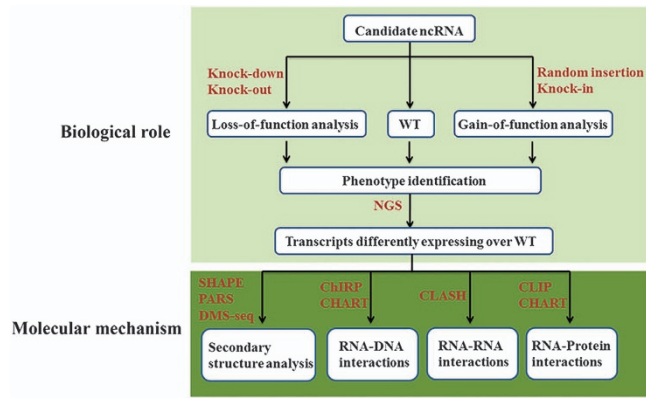 Candidate ncRNA
Knock-down
Knock-out
Random insertion
Knock-in
Biological role
Loss-of-function analysis
WT
Gain-of-function analysis
Phenotype identification
NGS
Transcripts differently expressing over WT
SHAPE
PARS
DMS-seq
ChIRP
CHART
CLASH
CLIP
CHART
Molecular mechanism
Secondary
structure analysis
RNA-DNA
interactions
RNA-RNA
interactions
RNA-Protein
interactions